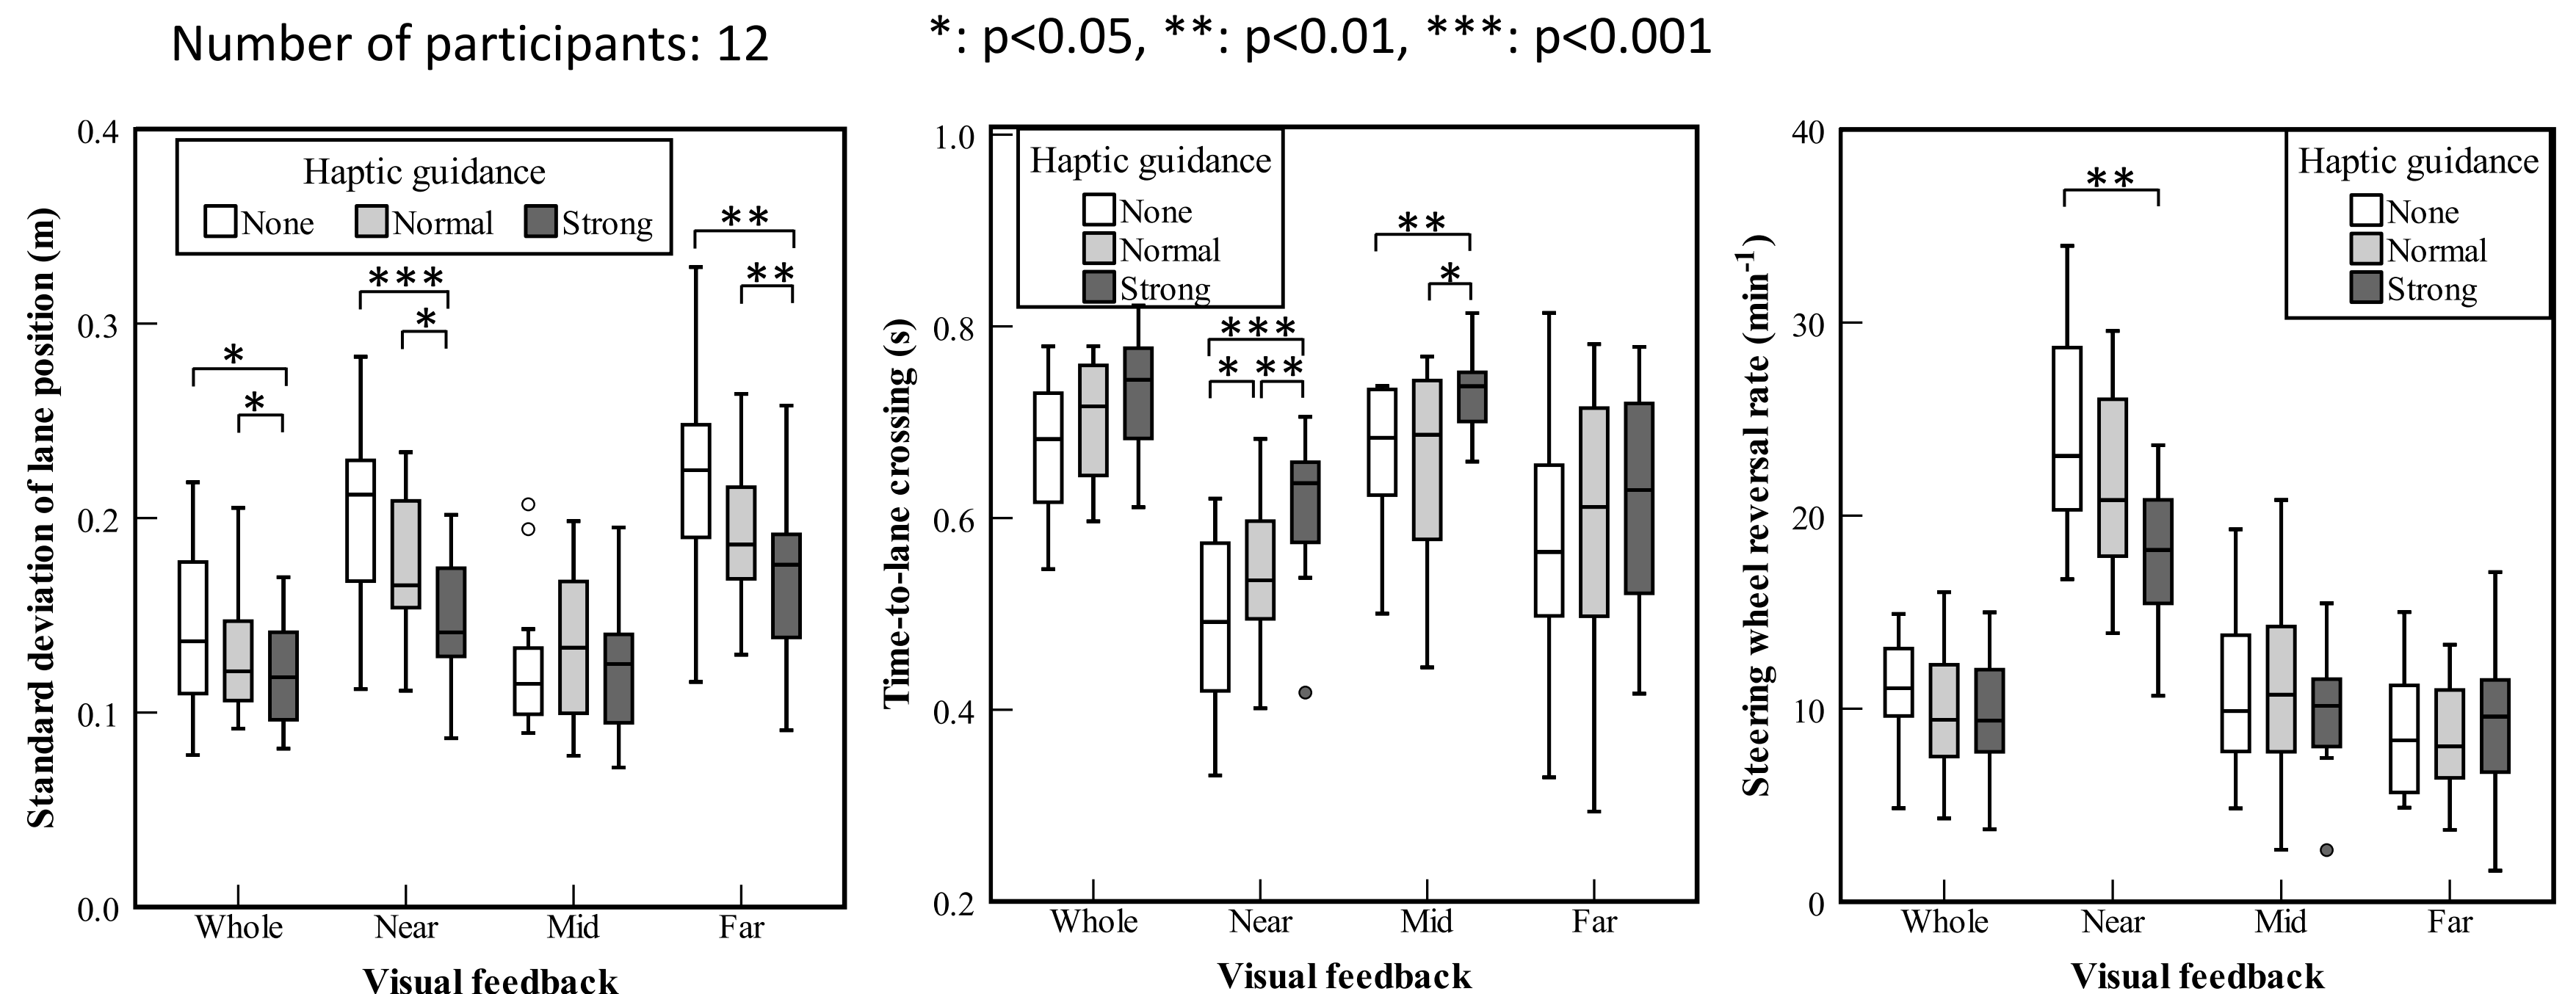 Number of participants: 12
*: p<0.05, **: p<0.01, ***: p<0.001
Standard deviation of lane position (m)
0.4
0.3
0.2
0.1
0.0
Haptic guidance
None Normal Strong
*
*
***
*
**
**
Whole Near Mid Far
Visual feedback
Time-to-lane crossing (s)
1.0
0.8
0.6
0.4
0.2
Haptic guidance
None
Normal
Strong
***
* **
**
*
Whole Near Mid Far
Visual feedback
Steering wheel reversal rate (min-1)
40
30
20
10
0
Haptic guidance
None
Normal
Strong
**
Whole Near Mid Far
Visual feedback